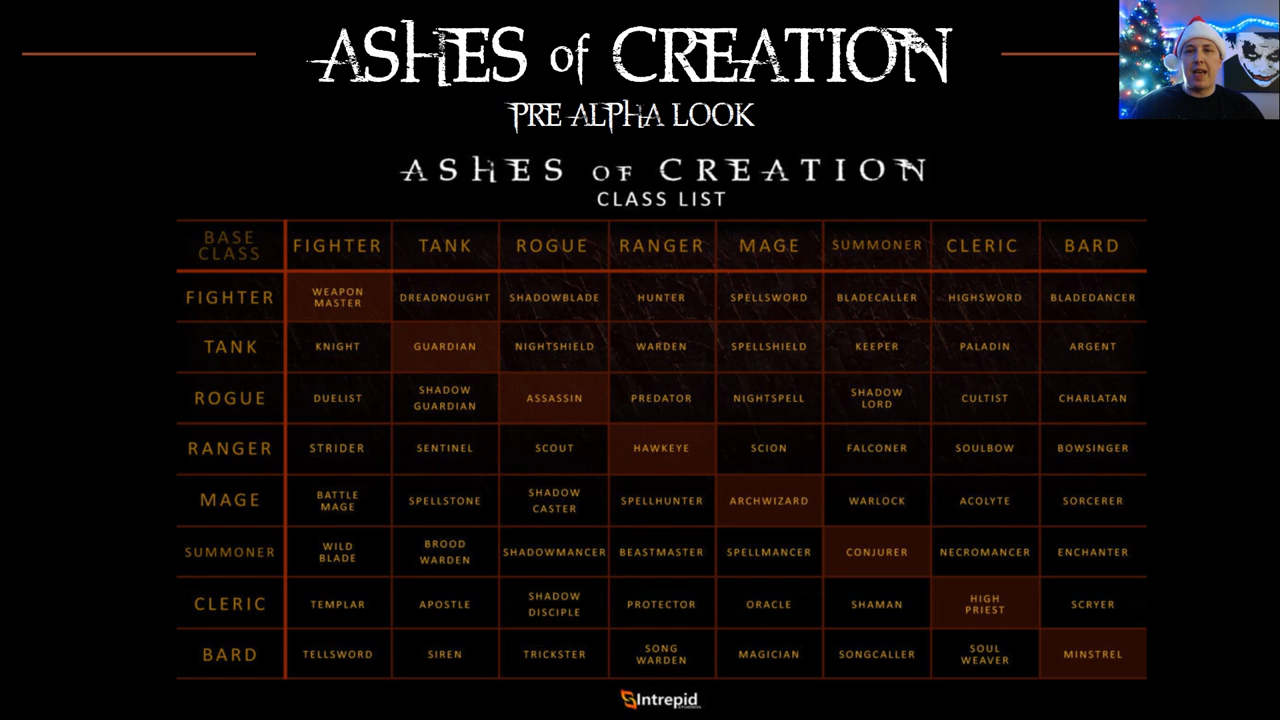 ASHES of CREATION
PRE ALPHA LOOK
ASHES OF CREATION
CLASS LIST
BASE CLASS FIGHTER TANK ROGUE RANGER MAGE SUMMONER CLERIC BARD
FIGHTER WEAPON MASTER DREADNOUGHT SHADOWBLADE HUNTER SPELLSWORD BLADECALLER HIGHSWORD BLADEDANCER
TANK KNIGHT GUARDIAN NIGHTSHIELD WARDEN SPELLSHIELD KEEPER PALADIN ARGENT
ROGUE DUELIST SHADOW GUARDIAN ASSASSIN PREDATOR NIGHTSPELL SHADOW LORD CULTIST CHARLATAN
RANGER STRIDER SENTINEL SCOUT HAWKEYE SCION FALCONER SOULBOW BOWSINGER
MAGE BATTLE MAGE SPELLSTONE SHADOW CASTER SPELLHUNTER ARCHWIZARD WARLOCK ACOLYTE SORCERER
SUMMONER WILD BLADE BROOD WARDEN SHADOWMANCER BEASTMASTER SPELLMANCER CONJURER NECROMANCER ENCHANTER
CLERIC TEMPLAR APOSTLE SHADOW DISCIPLE PROTECTOR ORACLE SHAMAN HIGH PRIEST SCRYER
BARD TELLSWORD SIREN TRICKSTER SONG WARDEN MAGICIAN SONGCALLER SOUL WEAVER MINSTREL
Intrepid